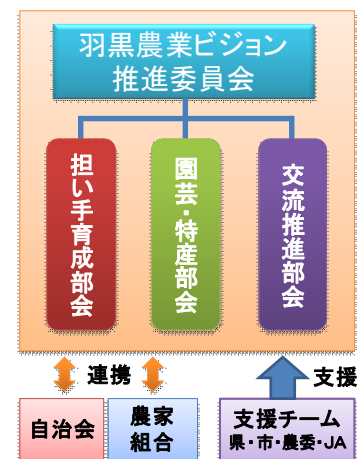 羽黒農業ビジョン
推進委員会
担い手育成部会
園芸・特産部会
交流推進部会
連携
支援
自治会
農家
組合
支援チーム
県・市・農委・JA